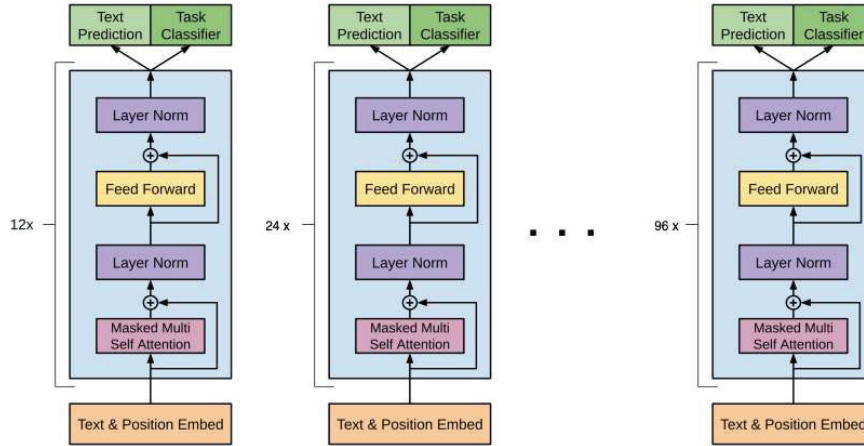 Text
Prediction
Task
Classifier
Layer Norm
Feed Forward
12x
Layer Norm
Masked Multi
Self Attention
Text & Position Embed
Text
Prediction
Task
Classifier
Layer Norm
Feed Forward
24 x
Layer Norm
Masked Multi
Self Attention
Text & Position Embed
. . .
Text
Prediction
Task
Classifier
Layer Norm
Feed Forward
96 x
Layer Norm
Masked Multi
Self Attention
Text & Position Embed